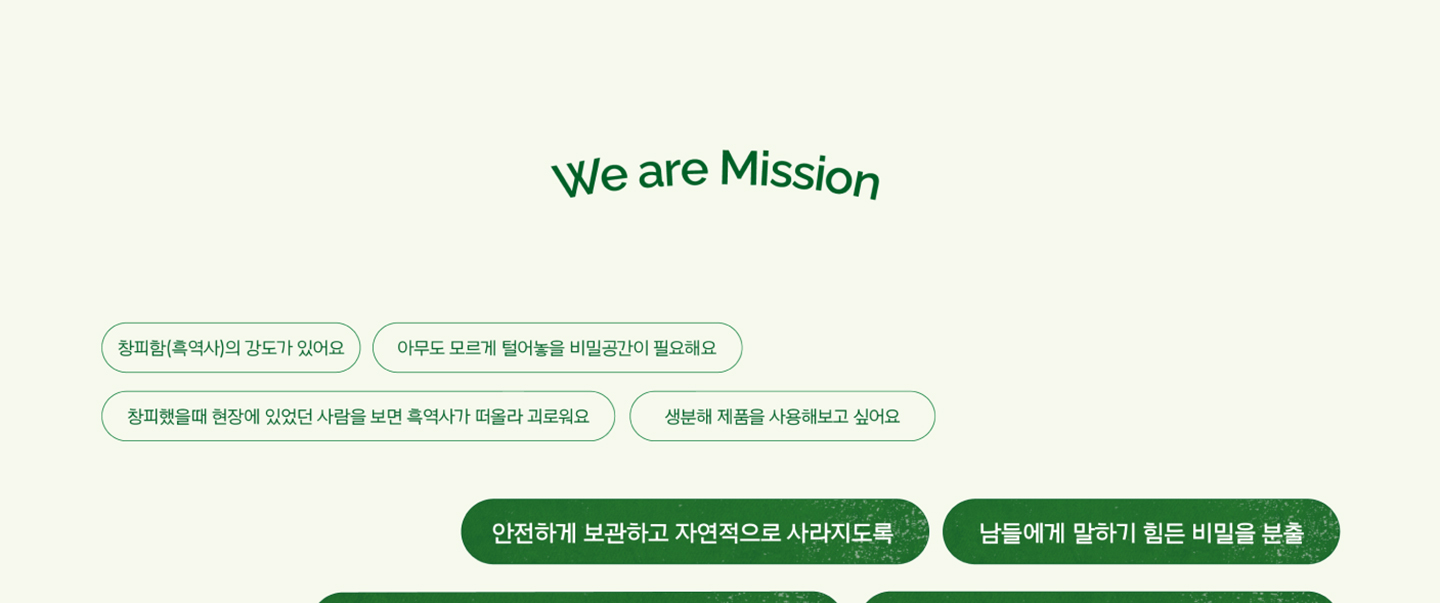 We are Mission
창피함(흑역사)의 강도가 있어요
아무도 모르게 털어놓을 비밀공간이 필요해요
창피했을때 현장에 있었던 사람을 보면 흑역사가 떠올라 괴로워요
생분해 제품을 사용해보고 싶어요
안전하게 보관하고 자연적으로 사라지도록
남들에게 말하기 힘든 비밀을 분출